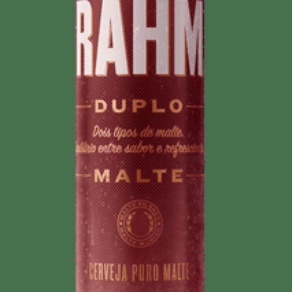 RAHM
DUPLO
Dois tipos de malte.
entre sabor e
MALTE
CERVEJA PURO MALTE